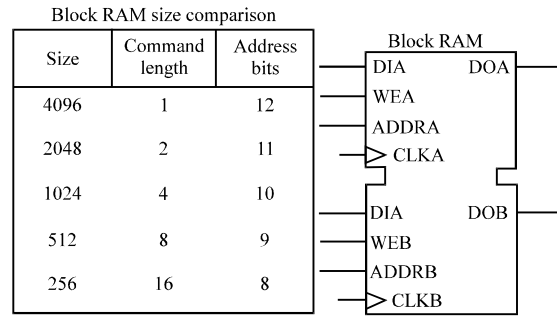 Block RAM size comparison
Size Command length Address bits
4096 1 12
2048 2 11
1024 4 10
512 8 9
256 16 8
Block RAM
DIA DOA
WEA
ADDRA
CLKA
DIA DOB
WEB
ADDRB
CLKB